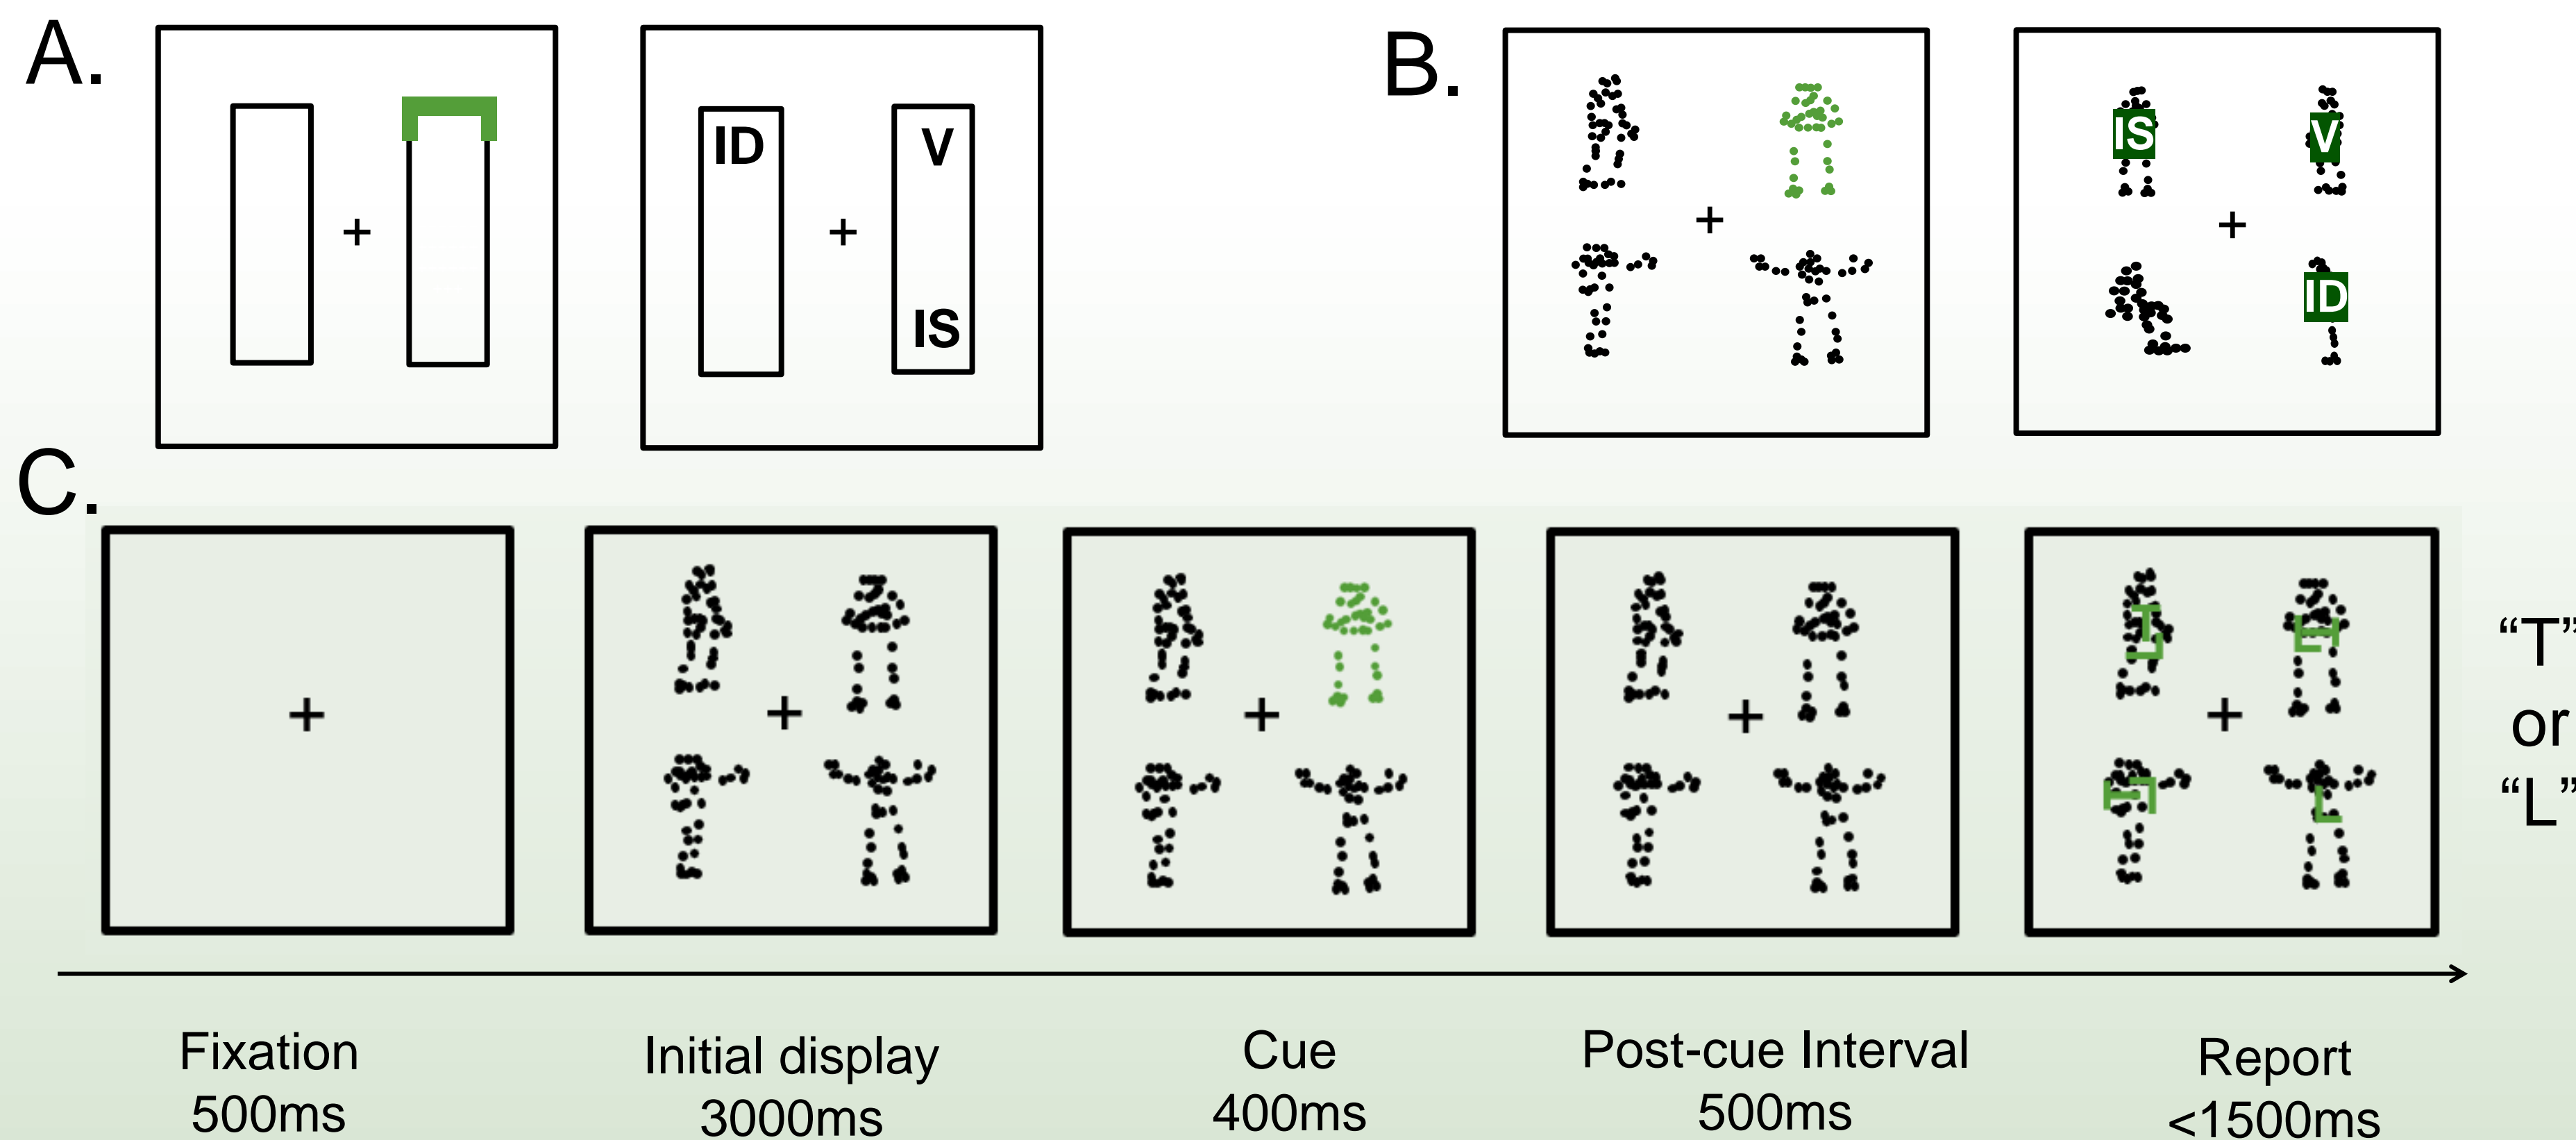 A.
B.
ID
V
IS
IS
V
ID
C.
“T”
or
“L”
L
Fixation
500ms
Initial display
3000ms
Cue
400ms
Post-cue Interval
500ms
Report
<1500ms